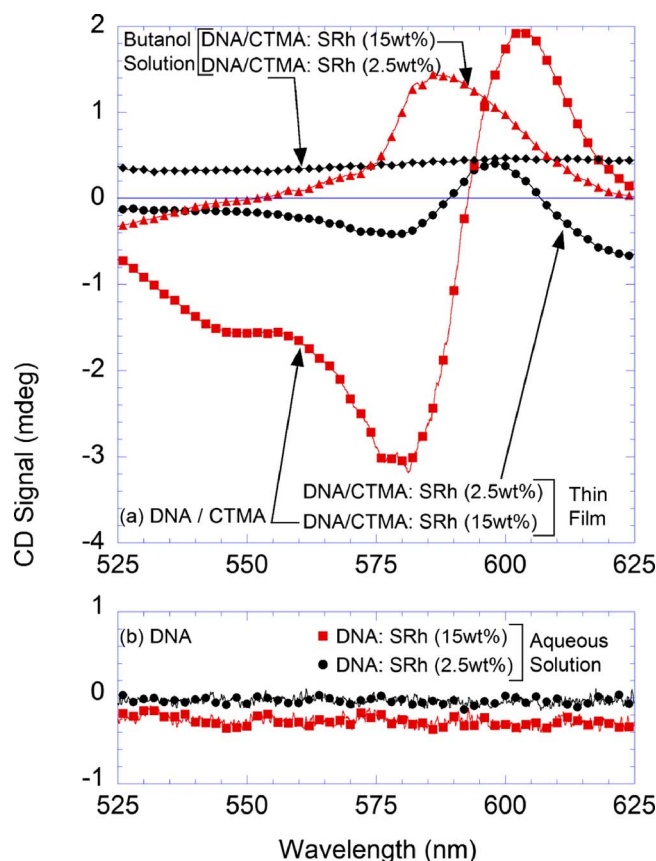 2
1
0
-1
-2
-3
-4
Butanol DNA/CTMA: SRh (15wt%)
Solution DNA/CTMA: SRh (2.5wt%)
DNA/CTMA: SRh (2.5wt%) Thin
DNA/CTMA: SRh (15wt%) Film
(a) DNA / CTMA
525 550 575 600 625
CD Signal (mdeg)
1
0
-1
(b) DNA
DNA: SRh (15wt%) Aqueous
DNA: SRh (2.5wt%) Solution
525 550 575 600 625
Wavelength (nm)